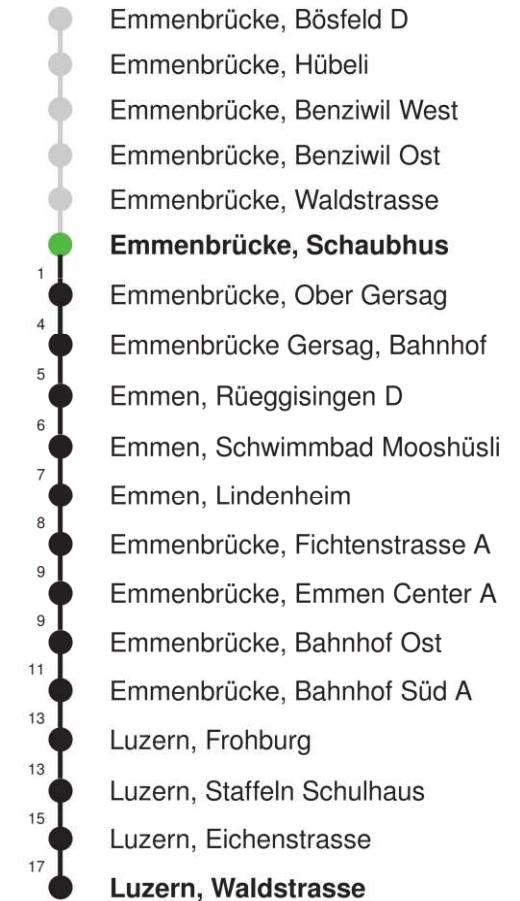 Emmenbrücke, Bösfeld D
Emmenbrücke, Hübeli
Emmenbrücke, Benziwil West
Emmenbrücke, Benziwil Ost
Emmenbrücke, Waldstrasse
Emmenbrücke, Schaubhus
1 Emmenbrücke, Ober Gersag
4 Emmenbrücke Gersag, Bahnhof
5 Emmen, Rüeggisingen D
6 Emmen, Schwimmbad Mooshüsli
7 Emmen, Lindenheim
8 Emmenbrücke, Fichtenstrasse A
9 Emmenbrücke, Emmen Center A
9 Emmenbrücke, Bahnhof Ost
11 Emmenbrücke, Bahnhof Süd A
13 Luzern, Frohburg
13 Luzern, Staffeln Schulhaus
15 Luzern, Eichenstrasse
17 Luzern, Waldstrasse